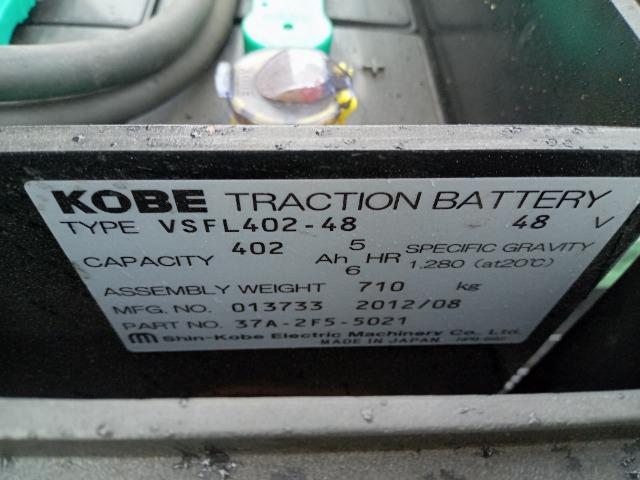 KOBE TRACTION BATTERY
TYPE VSFL402-48 48 V
CAPACITY 402 Ah 5 HR SPECIFIC GRAVITY
6 1.280 (at20℃)
ASSEMBLY WEIGHT 710 kg
MFG. NO. 013733 2012/08
PART NO. 37A-2F5-5021
Shin-Kobe Electric Machinery Co., Ltd.
MADE IN JAPAN
+